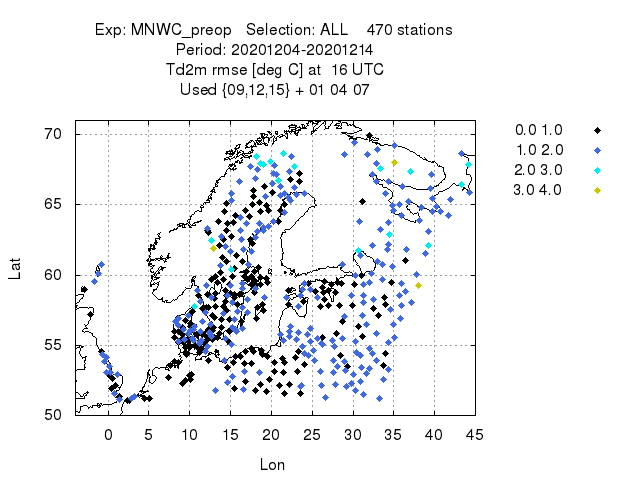 Exp: MNWC_preop Selection: ALL 470 stations
Period: 20201204-20201214
Td2m rmse [deg C] at 16 UTC
Used {09,12,15} + 01 04 07
0.0 1.0
1.0 2.0
2.0 3.0
3.0 4.0
70
65
60
55
50
Lat
0 5 10 15 20 25 30 35 40 45
Lon